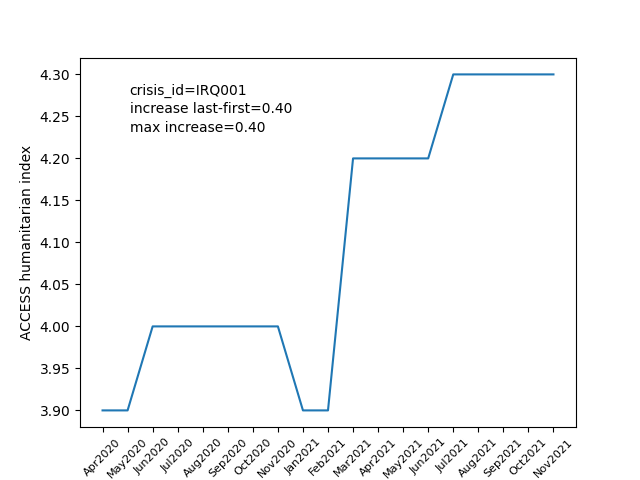 4.30
4.25
4.20
4.15
4.10
4.05
4.00
3.95
3.90
ACCESS humanitarian index
crisis_id=IRQ001
increase last-first=0.40
max increase=0.40
Apr2020
May2020
Jun2020
Jul2020
Aug2020
Sep2020
Oct2020
Nov2020
Jan2021
Feb2021
Mar2021
Apr2021
May2021
Jun2021
Jul2021
Aug2021
Sep2021
Oct2021
Nov2021